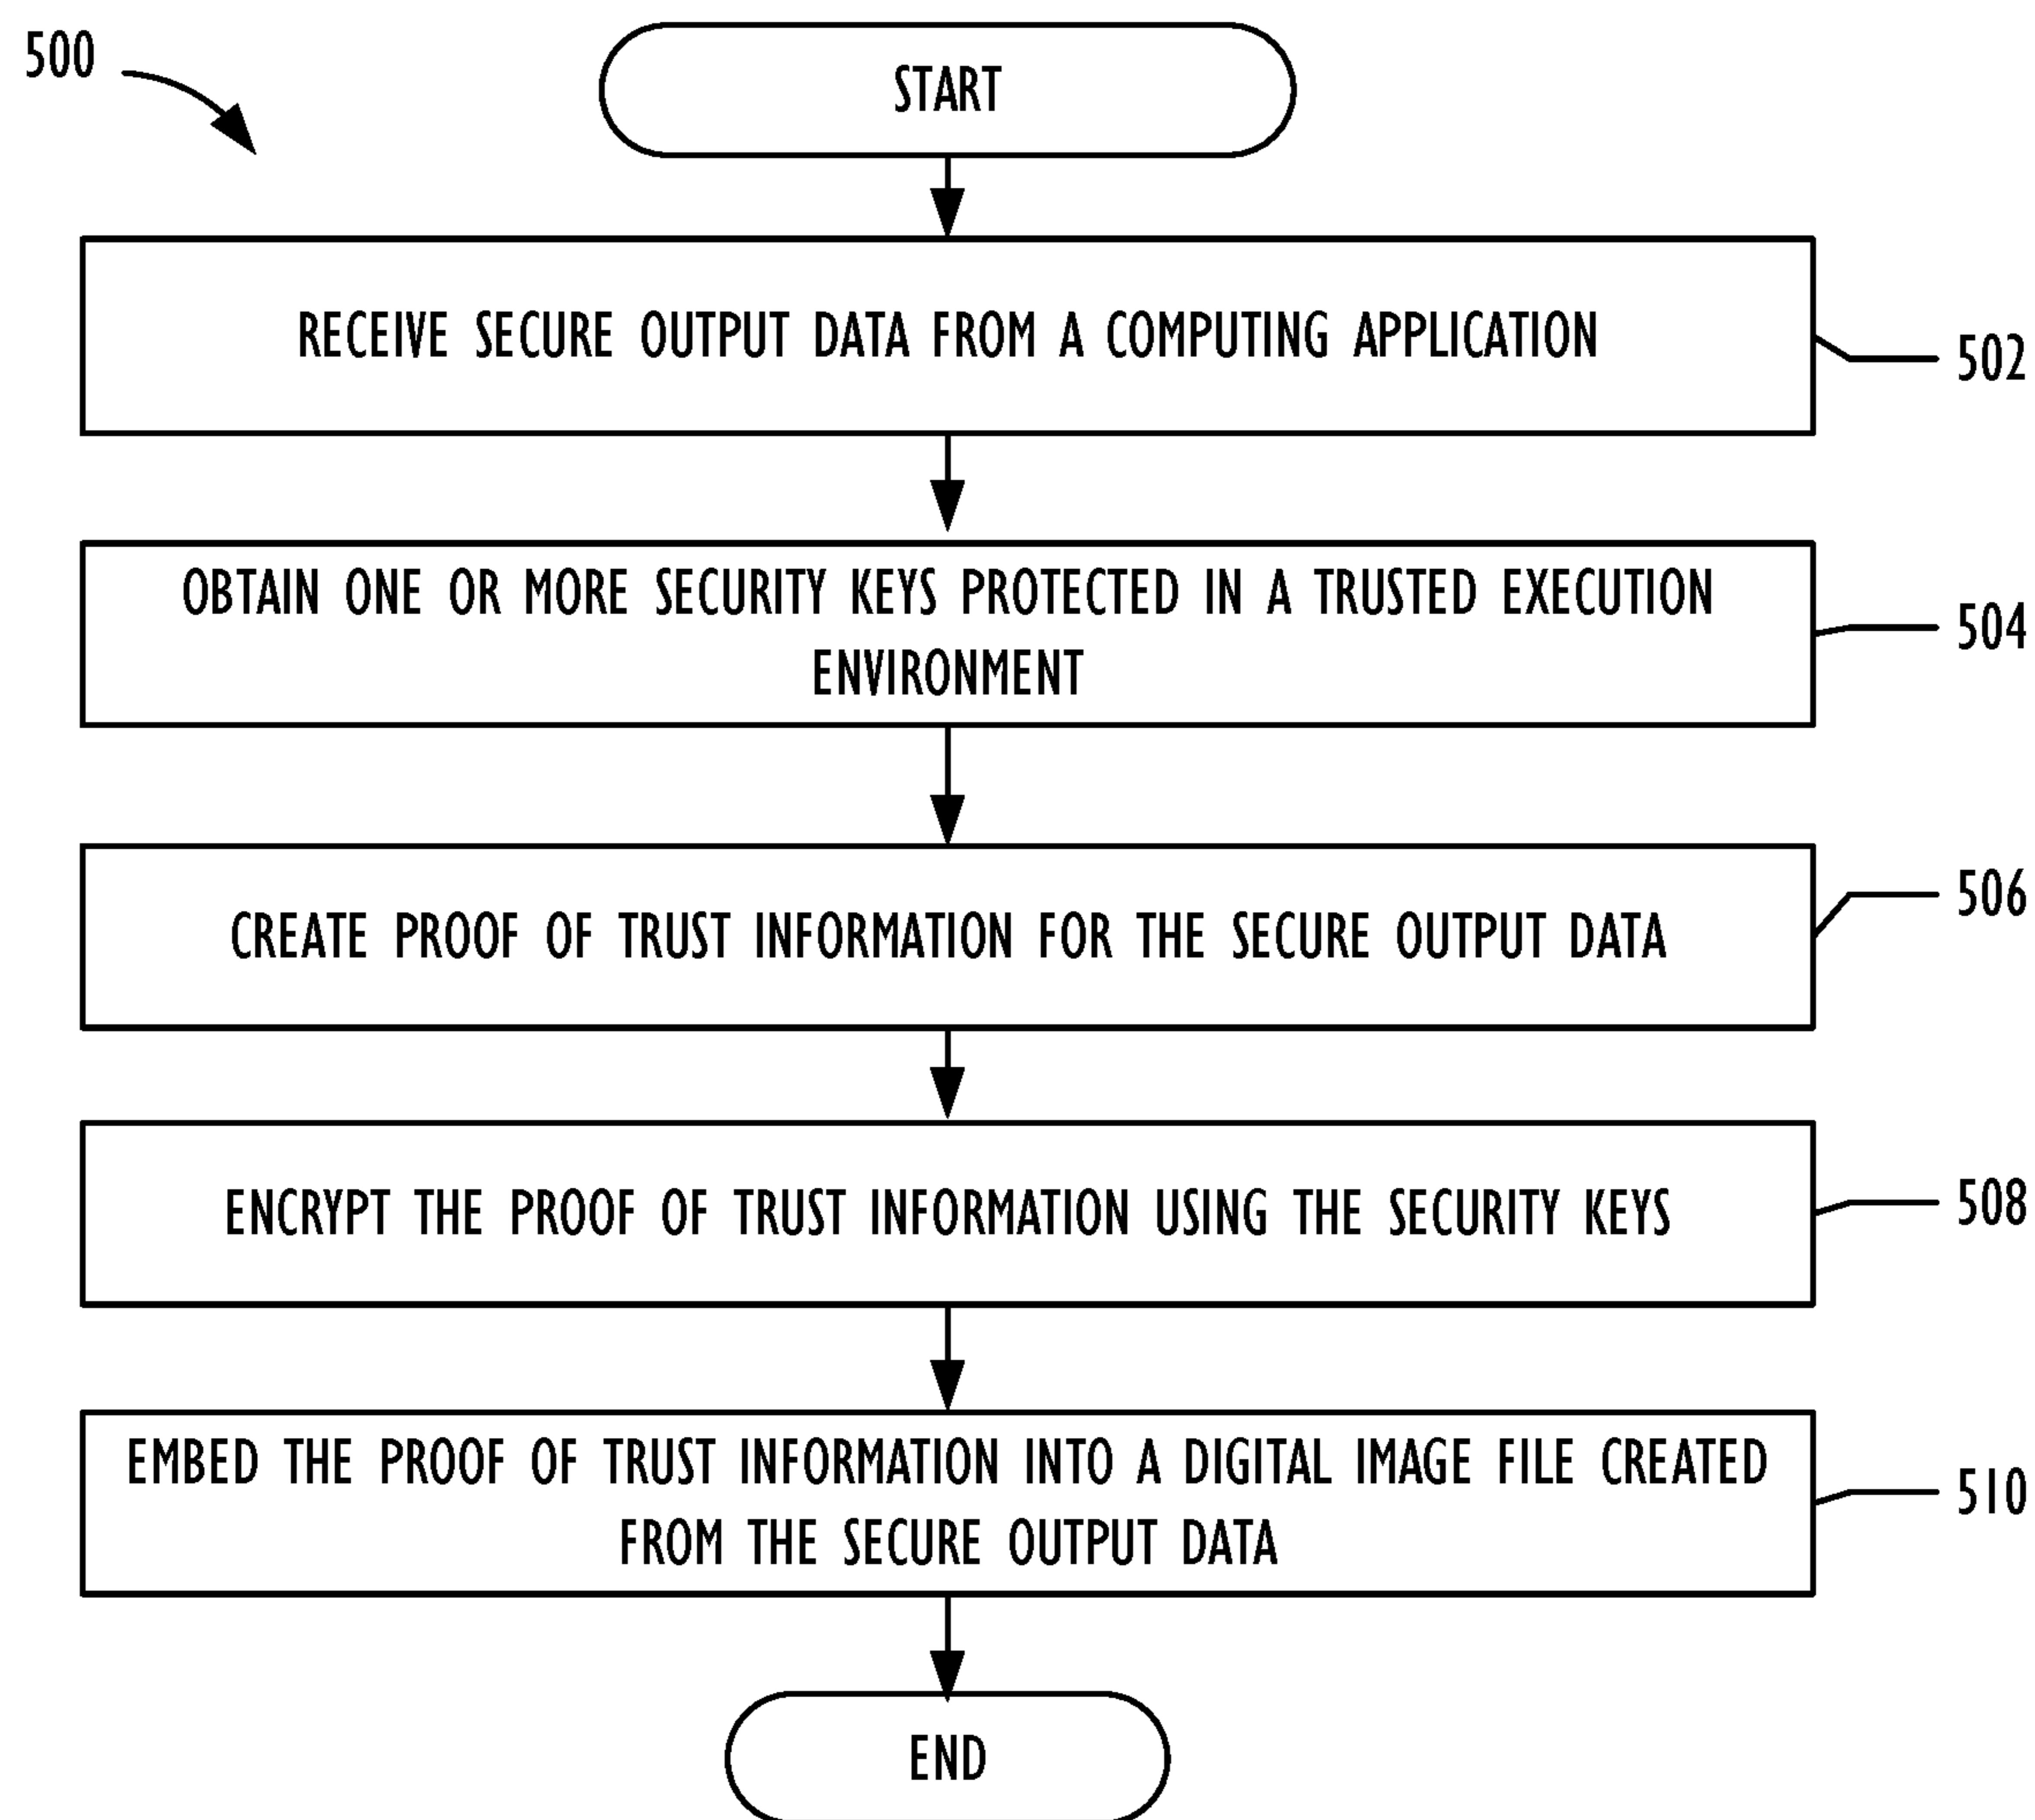 500
START
RECEIVE SECURE OUTPUT DATA FROM A COMPUTING APPLICATION
502
OBTAIN ONE OR MORE SECURITY KEYS PROTECTED IN A TRUSTED EXECUTION
ENVIRONMENT
504
CREATE PROOF OF TRUST INFORMATION FOR THE SECURE OUTPUT DATA
506
ENCRYPT THE PROOF OF TRUST INFORMATION USING THE SECURITY KEYS
508
EMBED THE PROOF OF TRUST INFORMATION INTO A DIGITAL IMAGE FILE CREATED
FROM THE SECURE OUTPUT DATA
510
END